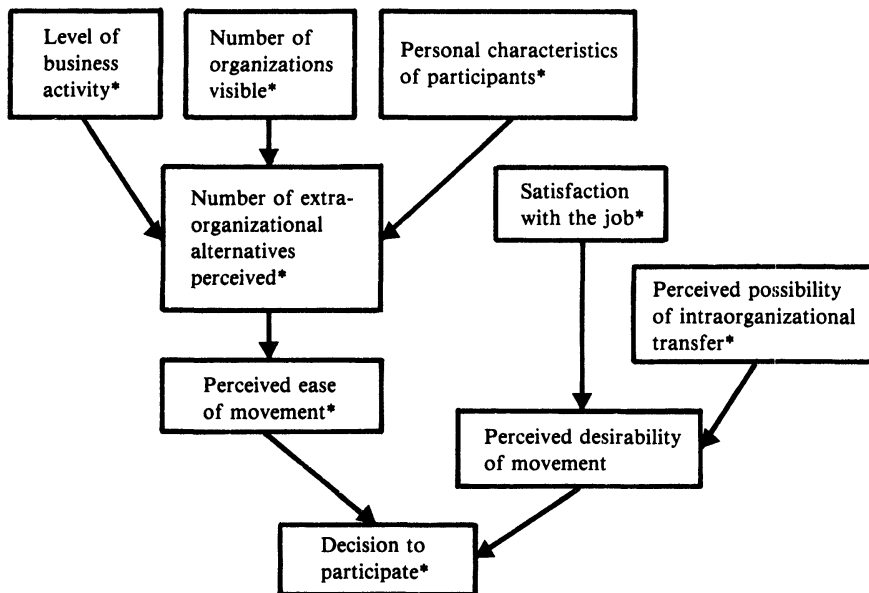 Level of
business
activity*
Number of
organizations
visible*
Personal characteristics
of participants*
Number of extra-
organizational
alternatives
perceived*
Satisfaction
with the job*
Perceived possibility
of intraorganizational
transfer*
Perceived ease
of movement*
Perceived desirability
of movement
Decision to
participate*